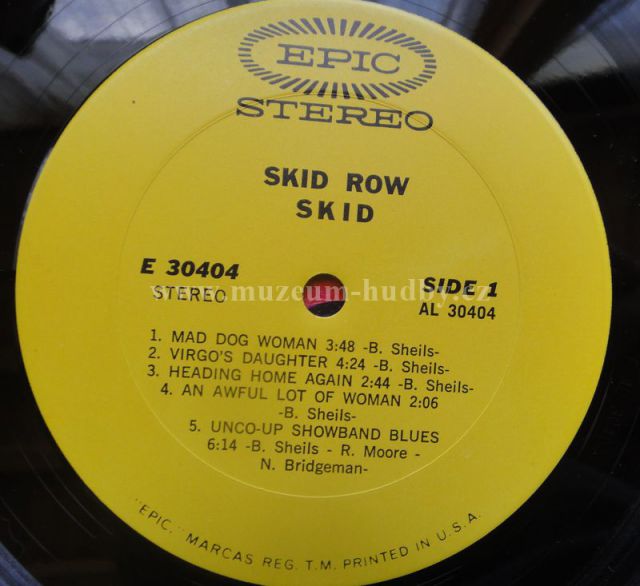 EPIC
STEREO
SKID ROW
SKID
E 30404
STEREO
SIDE 1
AL 30404
www.muzeum-hudby.cz
1. MAD DOG WOMAN 3:48 -B. Sheils-
2. VIRGO'S DAUGHTER 4:24 -B. Sheils-
3. HEADING HOME AGAIN 2:44 -B. Sheils-
4. AN AWFUL LOT OF WOMAN 2:06
-B. Sheils-
5. UNCO-UP SHOWBAND BLUES
6:14 -B. Sheils - R. Moore -
N. Bridgeman-
"EPIC," MARCAS REG. T.M. PRINTED IN U.S.A.